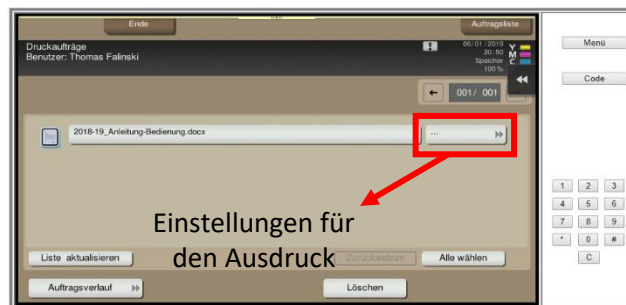 Ende
Auftragsliste
Druckaufträge
Benutzer: Thomas Falinski
06/01/2019
20:50
Speicher
100%
Y
M
C
Menü
Code
001/ 001
2018-19_Anleitung-Bedienung.docx
...
Einstellungen für
den Ausdruck
1 2 3
4 5 6
7 8 9
* 0 #
C
Liste aktualisieren
Zurücksetzen
Alle wählen
Auftragsverlauf
Löschen